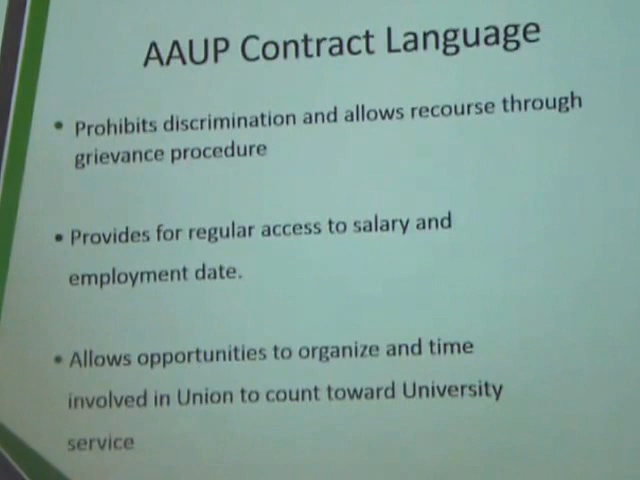 AAUP Contract Language
• Prohibits discrimination and allows recourse through
grievance procedure
• Provides for regular access to salary and
employment date.
• Allows opportunities to organize and time
involved in Union to count toward University
service